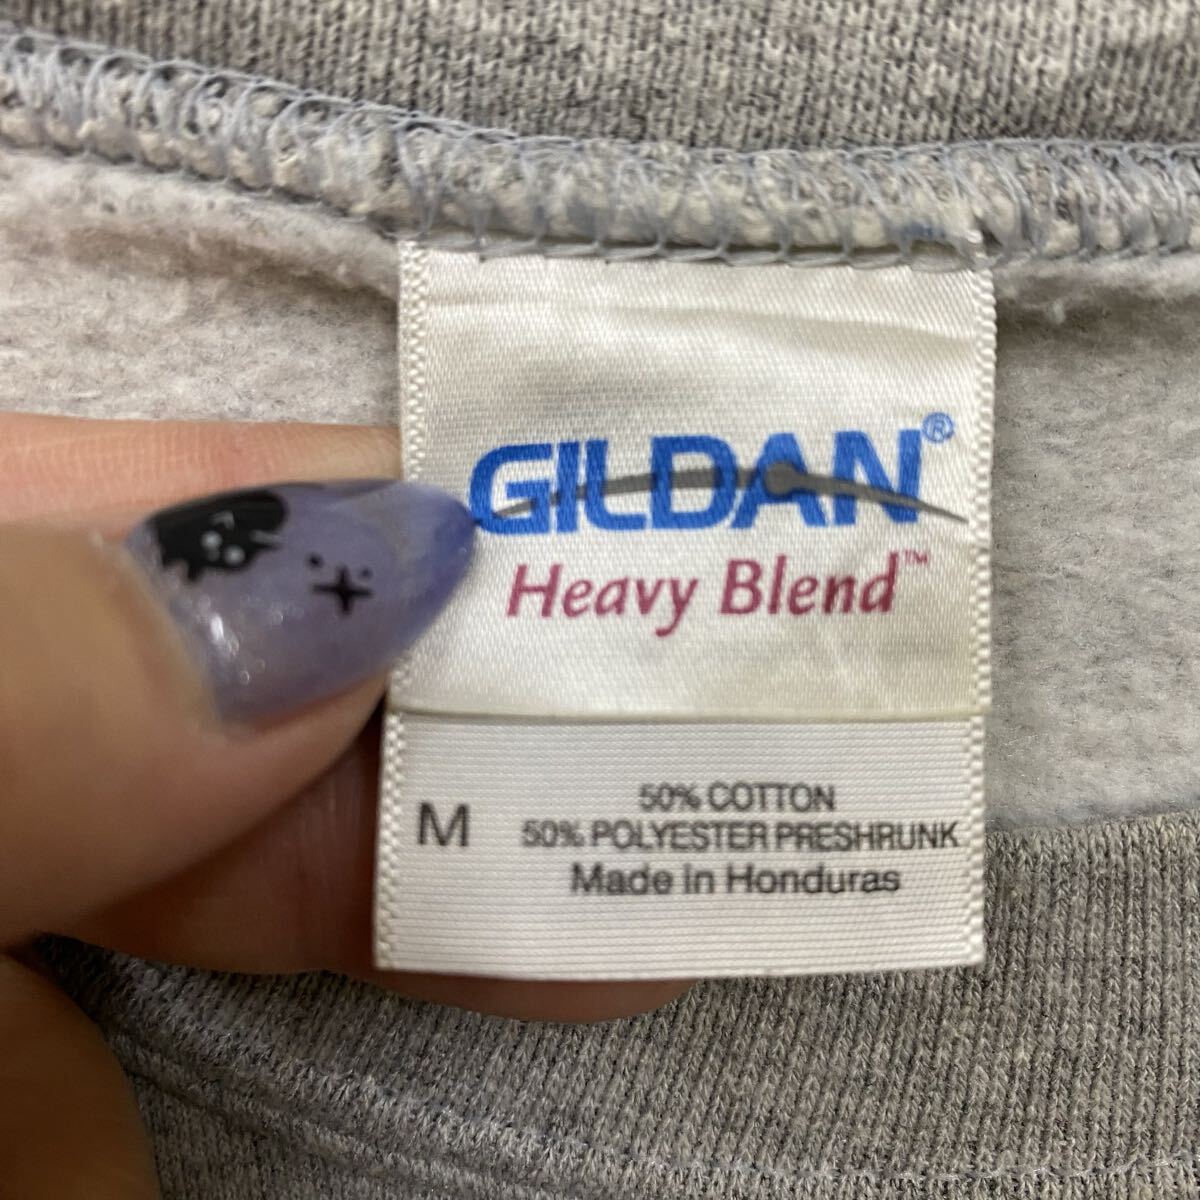 GILDAN®
Heavy Blend™
M
50% COTTON
50% POLYESTER PRESHRUNK
Made in Honduras